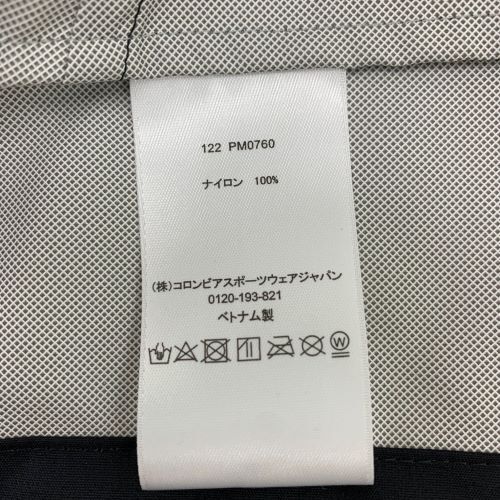 122 PM0760
ナイロン 100%
(株)コロンビアスポーツウェアジャパン
0120-193-821
ベトナム製
W